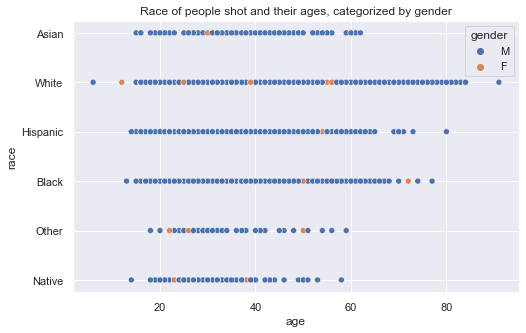 Race of people shot and their ages, categorized by gender
gender
M
F
Asian
White
Hispanic
Black
Other
Native
race
20
40
60
80
age